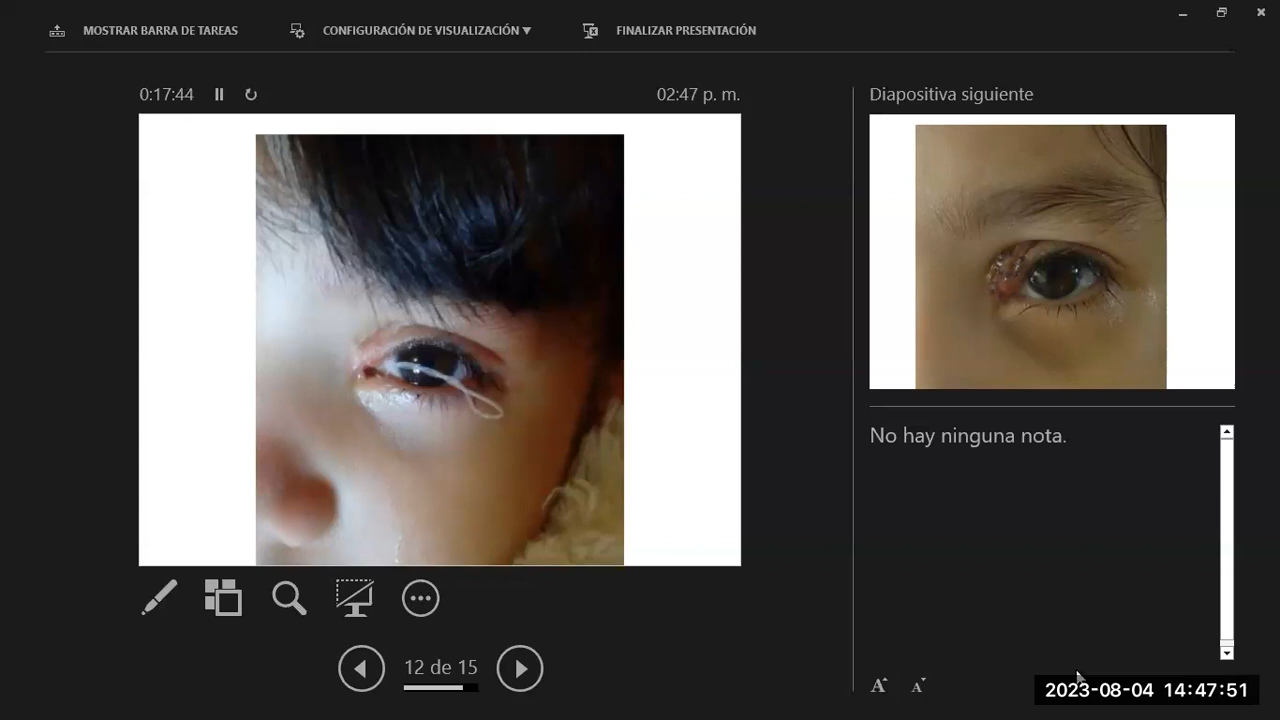 MOSTRAR BARRA DE TAREAS
CONFIGURACIÓN DE VISUALIZACIÓN ▼
FINALIZAR PRESENTACIÓN
0:17:44
02:47 p. m.
Diapositiva siguiente
No hay ninguna nota.
12 de 15
A
A
2023-08-04 14:47:51